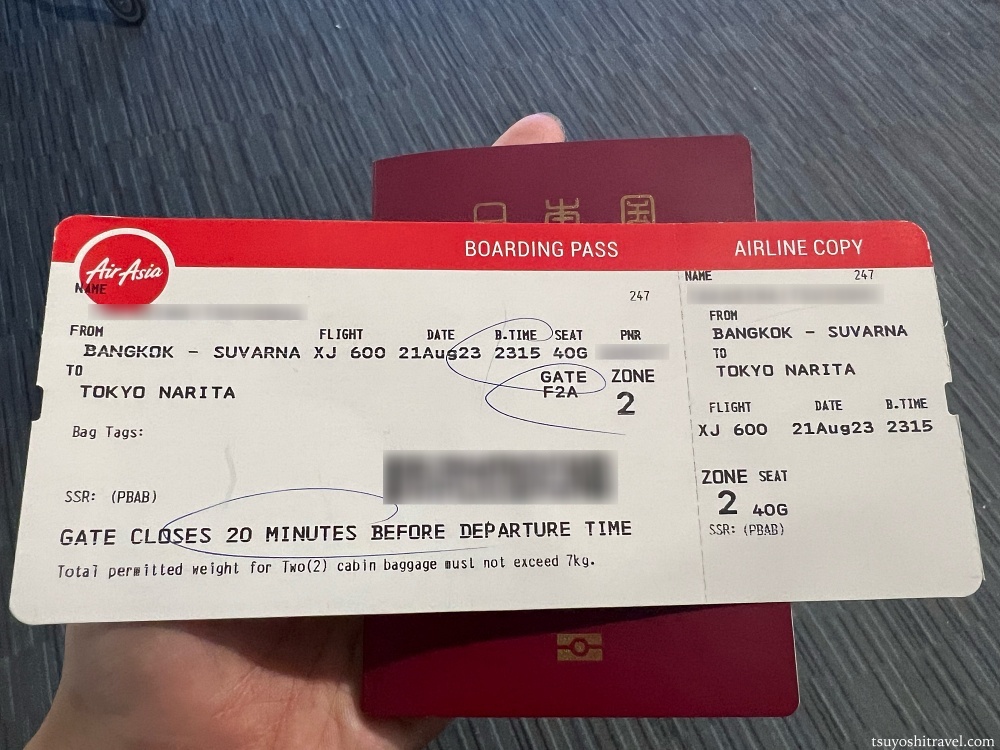 日本国
BOARDING PASS
AIRLINE COPY
AirAsia
NAME
247
FROM
FLIGHT DATE B.TIME SEAT PNR
BANGKOK - SUVARNA XJ 600 21Aug23 2315 40G
TO
GATE ZONE
TOKYO NARITA
F2A
2
Bag Tags:
SSR: (PBAB)
GATE CLOSES 20 MINUTES BEFORE DEPARTURE TIME
Total permitted weight for Two(2) cabin baggage must not exceed 7kg.
NAME 247
FROM
BANGKOK - SUVARNA
TO
TOKYO NARITA
FLIGHT DATE B.TIME
XJ 600 21Aug23 2315
ZONE SEAT
2 40G
SSR: (PBAB)
tsuyoshitravel.com